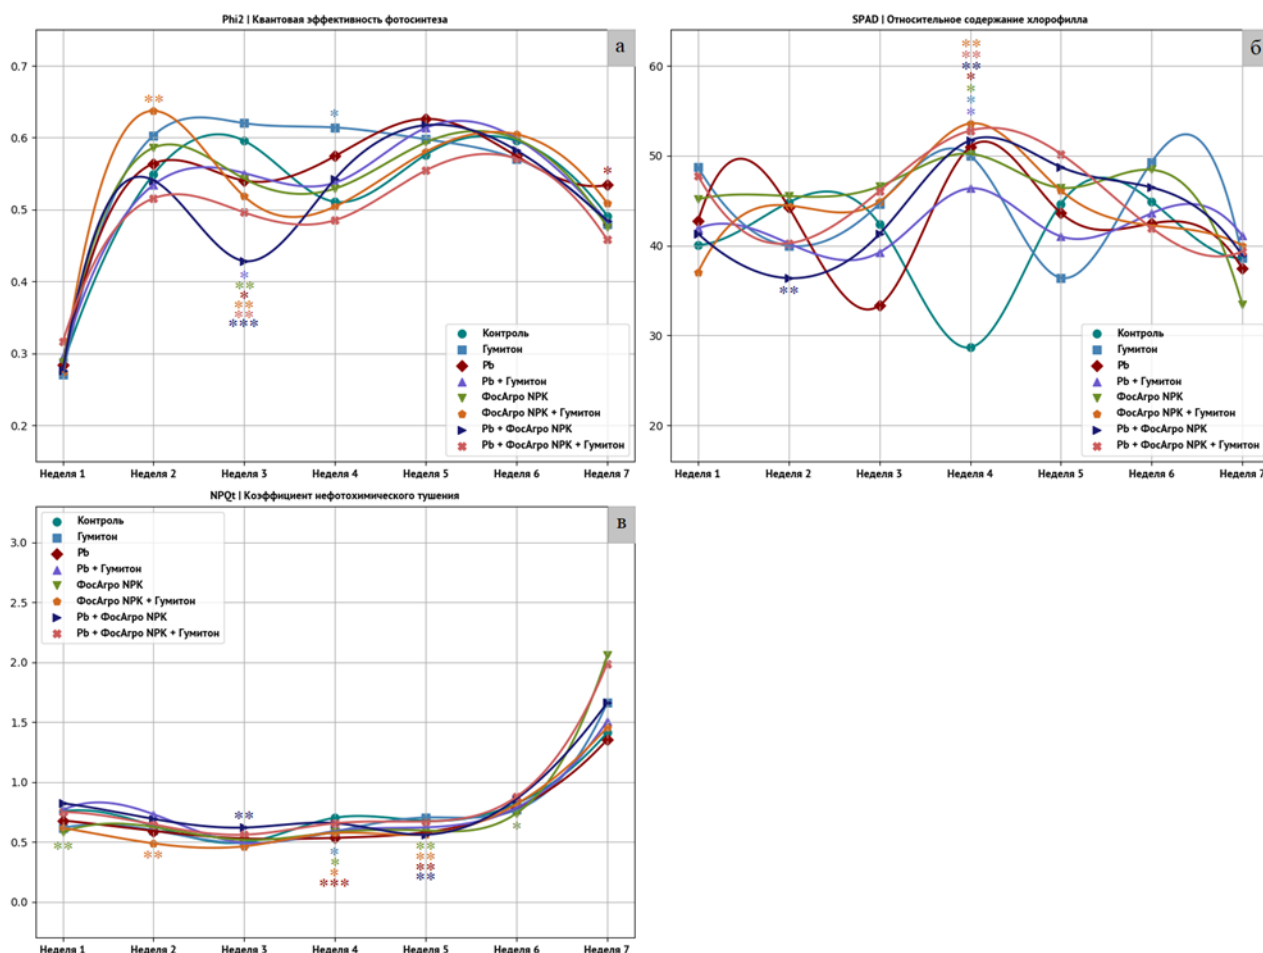 Phi2 | Квантовая эффективность фотосинтеза
а
0.7
0.6
0.5
0.4
0.3
0.2
**
*
*
*
**
*
**
**
***
Контроль
Гумитон
Pb
Pb + Гумитон
ФосАгро NPK
ФосАгро NPK + Гумитон
Pb + ФосАгро NPK
Pb + ФосАгро NPK + Гумитон
Неделя 1 Неделя 2 Неделя 3 Неделя 4 Неделя 5 Неделя 6 Неделя 7
SPAD | Относительное содержание хлорофилла
б
60
50
40
30
20
**
**
**
*
*
*
*
**
Контроль
Гумитон
Pb
Pb + Гумитон
ФосАгро NPK
ФосАгро NPK + Гумитон
Pb + ФосАгро NPK
Pb + ФосАгро NPK + Гумитон
Неделя 1 Неделя 2 Неделя 3 Неделя 4 Неделя 5 Неделя 6 Неделя 7
NPQt | Коэффициент нефотохимического тушения
в
3.0
2.5
2.0
1.5
1.0
0.5
0.0
Контроль
Гумитон
Pb
Pb + Гумитон
ФосАгро NPK
ФосАгро NPK + Гумитон
Pb + ФосАгро NPK
Pb + ФосАгро NPK + Гумитон
**
**
**
*
*
*
***
**
**
**
**
*
Неделя 1 Неделя 2 Неделя 3 Неделя 4 Неделя 5 Неделя 6 Неделя 7